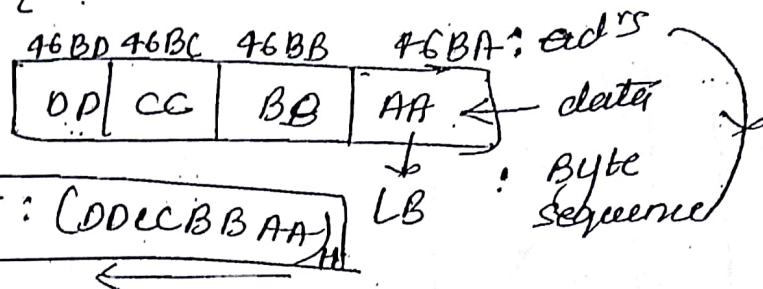 46BD 46BC 46BB 46BA: adrs
DD CC BB AA ← data
LB : Byte
sequence
: (DDCCBBAA)H